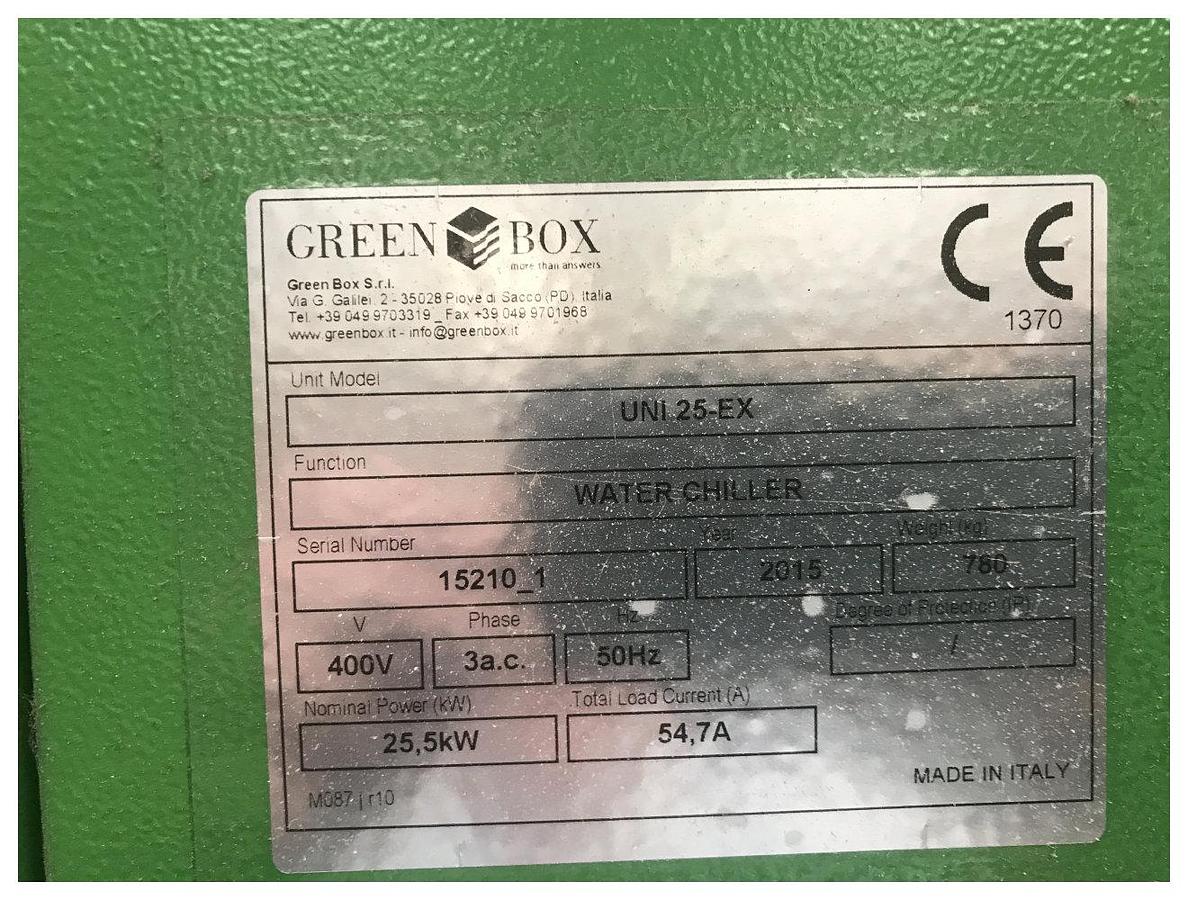 GREEN BOX
more than answers
Green Box S.r.l.
Via G. Galilei, 2 - 35028 Piove di Sacco (PD), Italia
Tel. +39 049 9703319 _ Fax +39 049 9701968
www.greenbox.it - info@greenbox.it
CE
1370
Unit Model
UNI 25-EX
Function
WATER CHILLER
Serial Number Year Weight (kg)
15210_1 2015 780
V Phase Hz Degree of Protection (IP)
400V 3a.c. 50Hz /
Nominal Power (kW) Total Load Current (A)
25,5kW 54,7A
MADE IN ITALY
M087 | r10